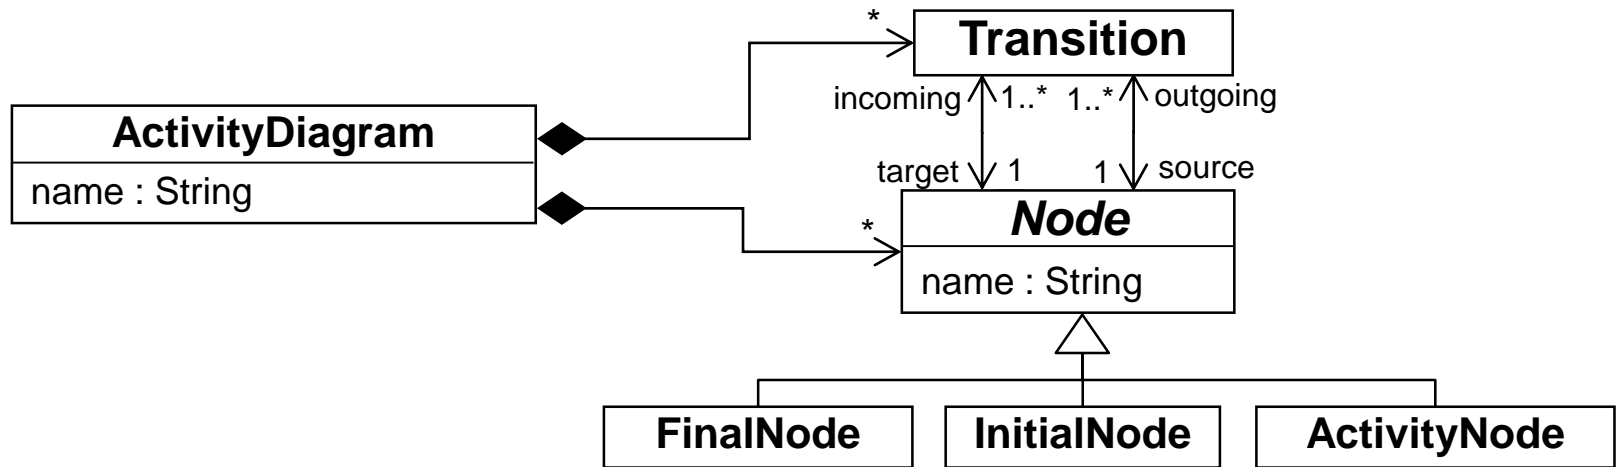 *
Transition
incoming 1..* 1..* outgoing
ActivityDiagram
name : String
target 1 1 source
*
Node
name : String
FinalNode
InitialNode
ActivityNode